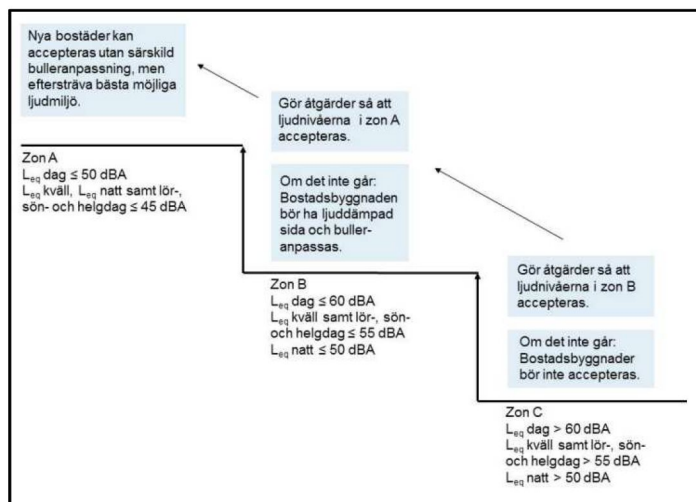 Nya bostäder kan
accepteras utan särskild
bulleranpassning, men
eftersträva bästa möjliga
ljudmiljö.
Gör åtgärder så att
ljudnivåerna i zon A
accepteras.
Zon A
Leq dag ≤ 50 dBA
Leq kväll, Leq natt samt lör-,
sön- och helgdag ≤ 45 dBA
Om det inte går:
Bostadsbyggnaden
bör ha ljuddämpad
sida och buller-
anpassas.
Gör åtgärder så att
ljudnivåerna i zon B
accepteras.
Zon B
Leq dag ≤ 60 dBA
Leq kväll samt lör-, sön-
och helgdag ≤ 55 dBA
Leq natt ≤ 50 dBA
Om det inte går:
Bostadsbyggnader
bör inte accepteras.
Zon C
Leq dag > 60 dBA
Leq kväll samt lör-, sön-
och helgdag > 55 dBA
Leq natt > 50 dBA